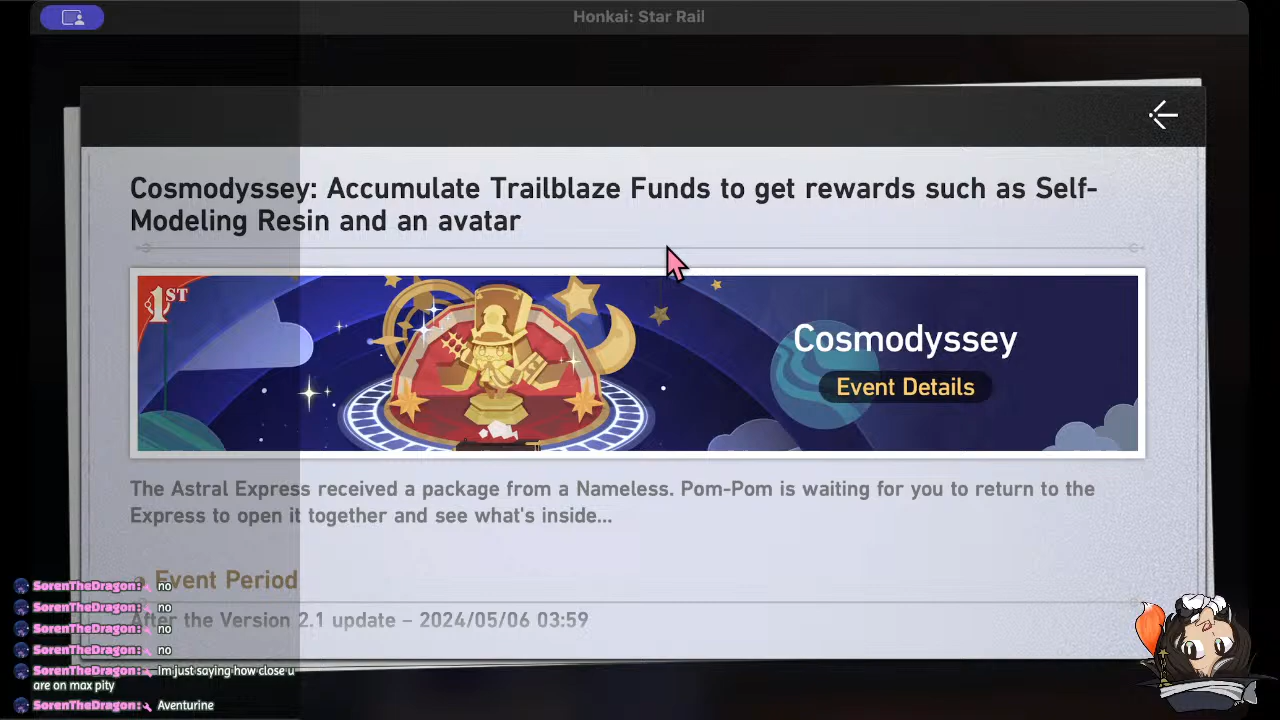 Honkai: Star Rail
Cosmodyssey: Accumulate Trailblaze Funds to get rewards such as Self-
Modeling Resin and an avatar
1ST
Cosmodyssey
Event Details
The Astral Express received a package from a Nameless. Pom-Pom is waiting for you to return to the
Express to open it together and see what's inside...
Event Period
After the Version 2.1 update – 2024/05/06 03:59
SorenTheDragon: no
SorenTheDragon: no
SorenTheDragon: no
SorenTheDragon: no
SorenTheDragon: Im just saying how close u
are on max pity
SorenTheDragon: Aventurine